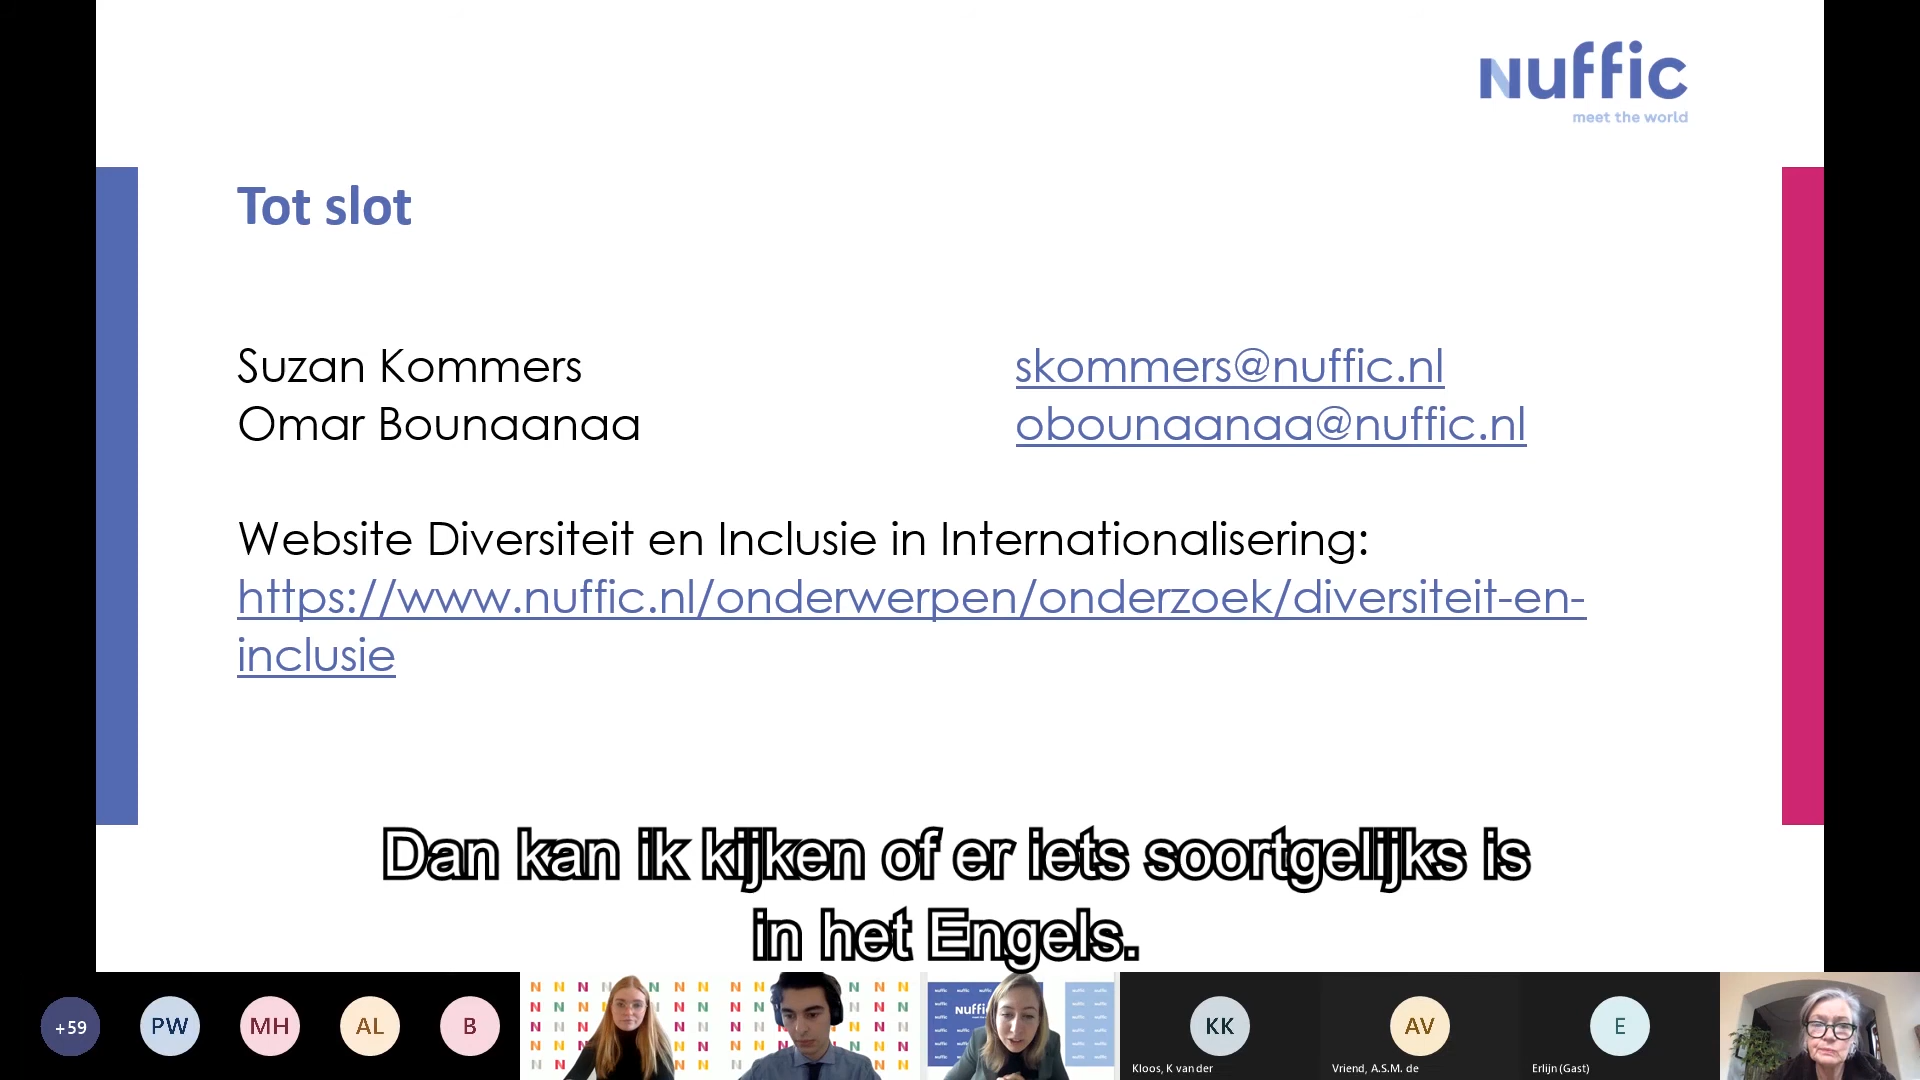 Nuffic
meet the world
Tot slot
Suzan Kommers skommers@nuffic.nl
Omar Bounaanaa obounaanaa@nuffic.nl
Website Diversiteit en Inclusie in Internationalisering:
https://www.nuffic.nl/onderwerpen/onderzoek/diversiteit-en-
inclusie
Dan kan ik kijken of er iets soortgelijks is
in het Engels.
+59 PW MH AL B KK AV E
Kloos, K van der Vriend, A.S.M. de Erlijn (Gast)